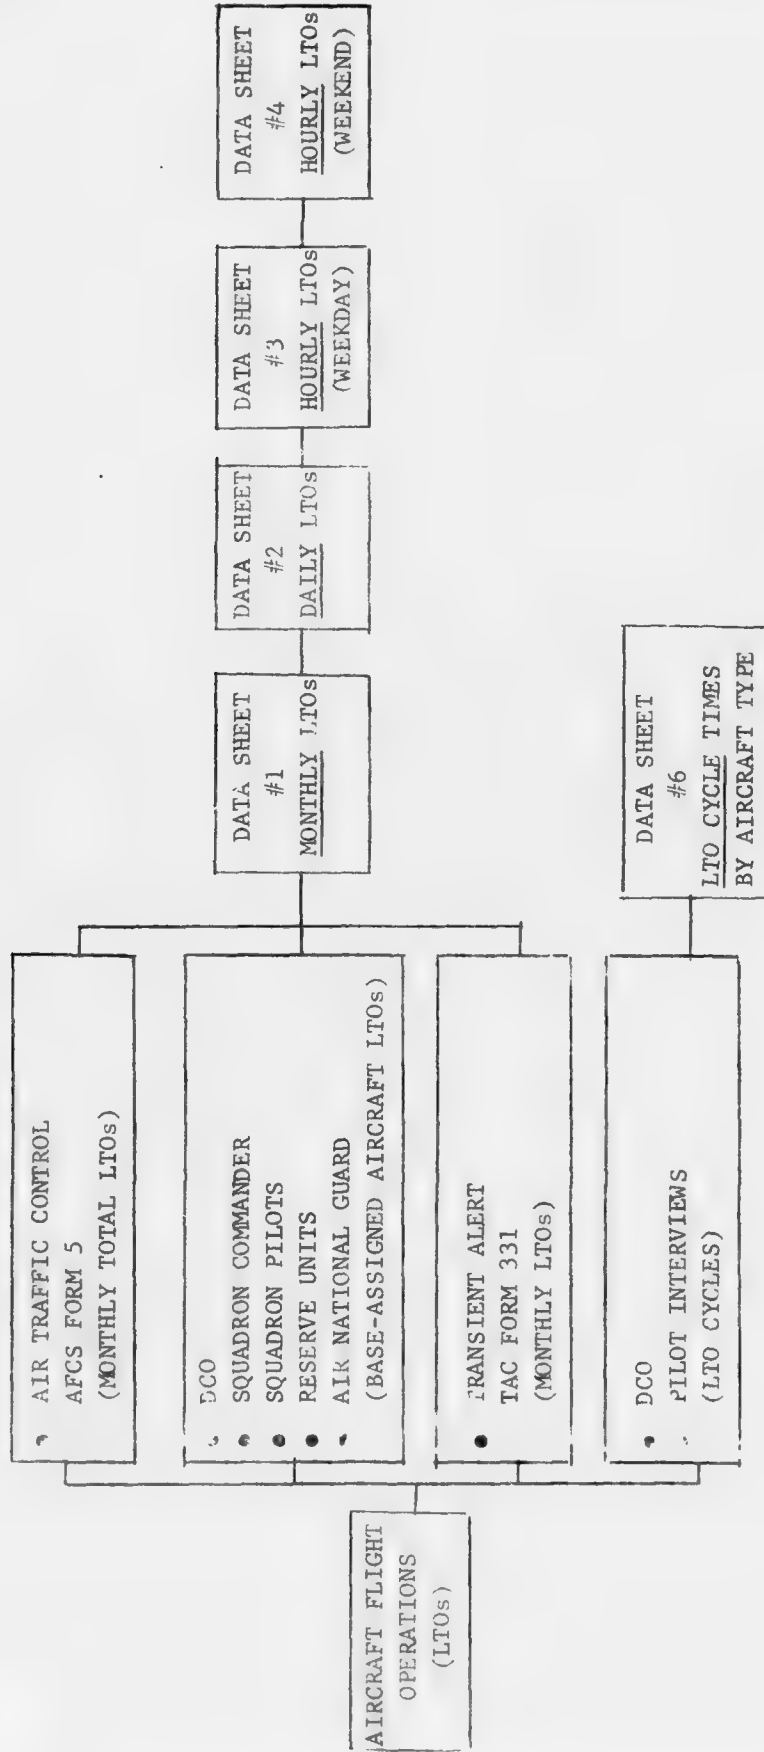 AIRCRAFT FLIGHT
OPERATIONS
(LTOs)
• AIR TRAFFIC CONTROL
AFCS FORM 5
(MONTHLY TOTAL LTOs)
• DCO
• SQUADRON COMMANDER
• SQUADRON PILOTS
• RESERVE UNITS
• AIR NATIONAL GUARD
(BASE-ASSIGNED AIRCRAFT LTOs)
• TRANSIENT ALERT
TAC FORM 331
(MONTHLY LTOs)
• DCO
• PILOT INTERVIEWS
(LTO CYCLES)
DATA SHEET
#1
MONTHLY LTOs
DATA SHEET
#2
DAILY LTOs
DATA SHEET
#3
HOURLY LTOs
(WEEKDAY)
DATA SHEET
#4
HOURLY LTOs
(WEEKEND)
DATA SHEET
#6
LTO CYCLE TIMES
BY AIRCRAFT TYPE